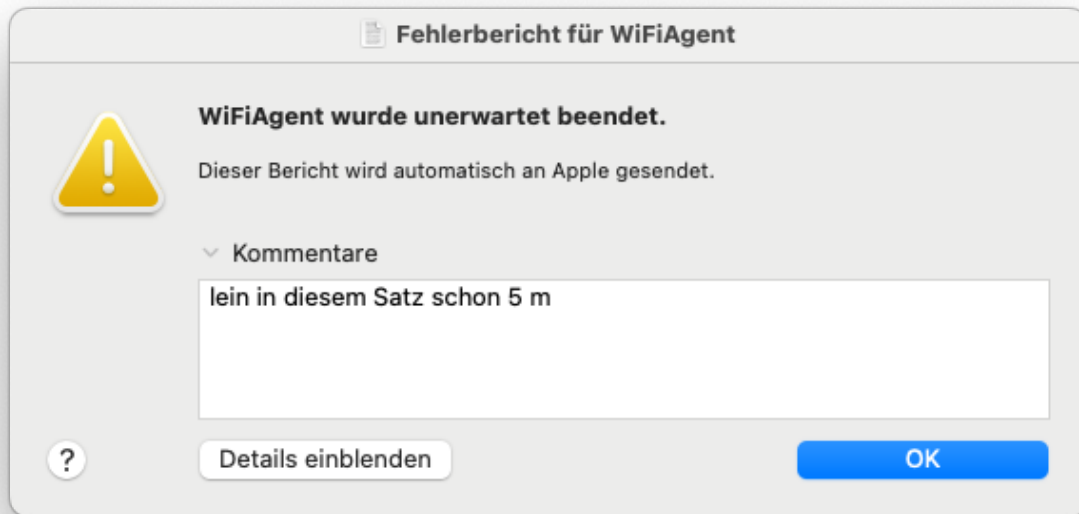 Fehlerbericht für WiFiAgent
WiFiAgent wurde unerwartet beendet.
Dieser Bericht wird automatisch an Apple gesendet.
Kommentare
lein in diesem Satz schon 5 m
?
Details einblenden
OK